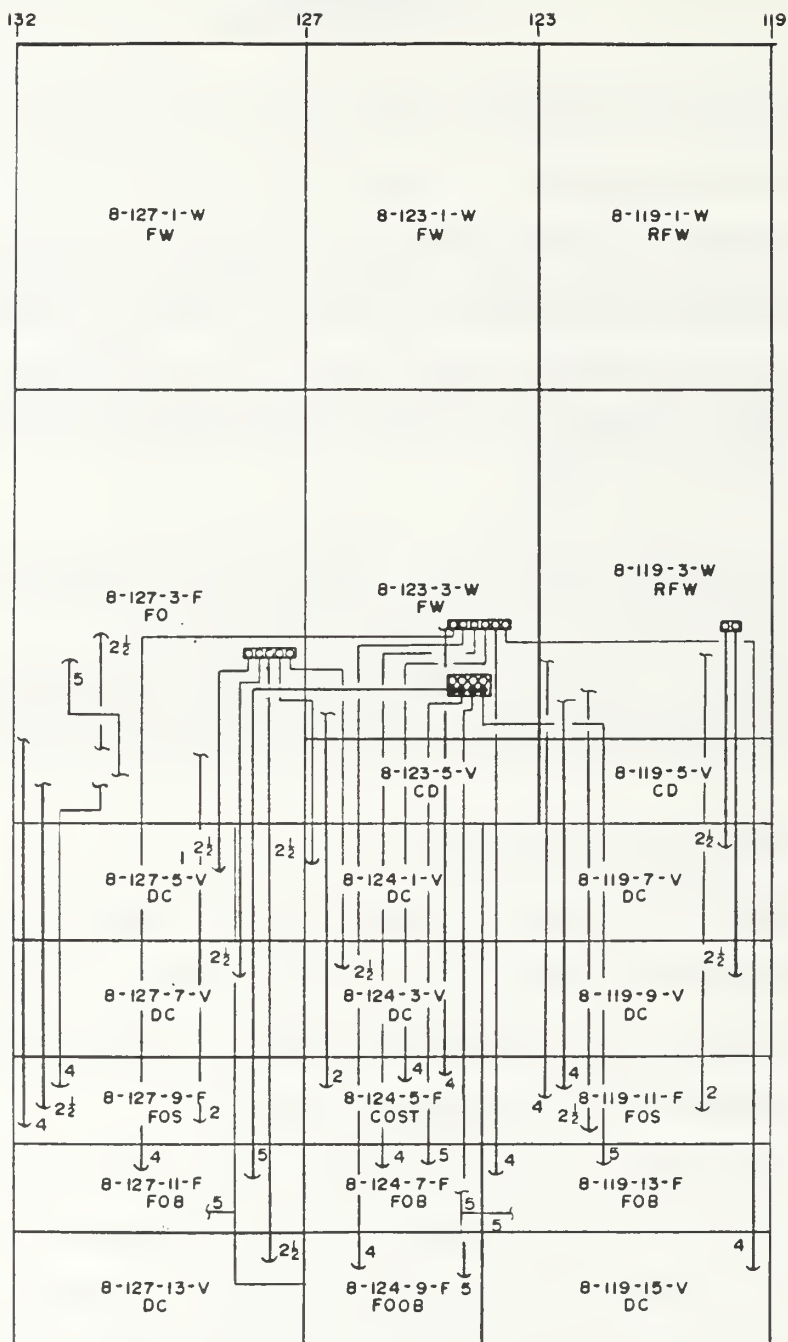 132 127 123 119
8-127-1-W
FW
8-123-1-W
FW
8-119-1-W
RFW
8-127-3-F
FO
8-123-3-W
FW
8-119-3-W
RFW
2½
5
8-123-5-V
CD
8-119-5-V
CD
2½
1
2½
2½
8-127-5-V
DC
8-124-1-V
DC
8-119-7-V
DC
2½
2½
2½
8-127-7-V
DC
8-124-3-V
DC
8-119-9-V
DC
4
2½
4
8-127-9-F
FOS
2
2
8-124-5-F
COST
4
4
4
4
2½
8-119-11-F
FOS
2
4
5
4
5
4
5
8-127-11-F
FOB
8-124-7-F
FOB
8-119-13-F
FOB
5
5
5
2½
4
5
4
8-127-13-V
DC
8-124-9-F
FOOB
8-119-15-V
DC